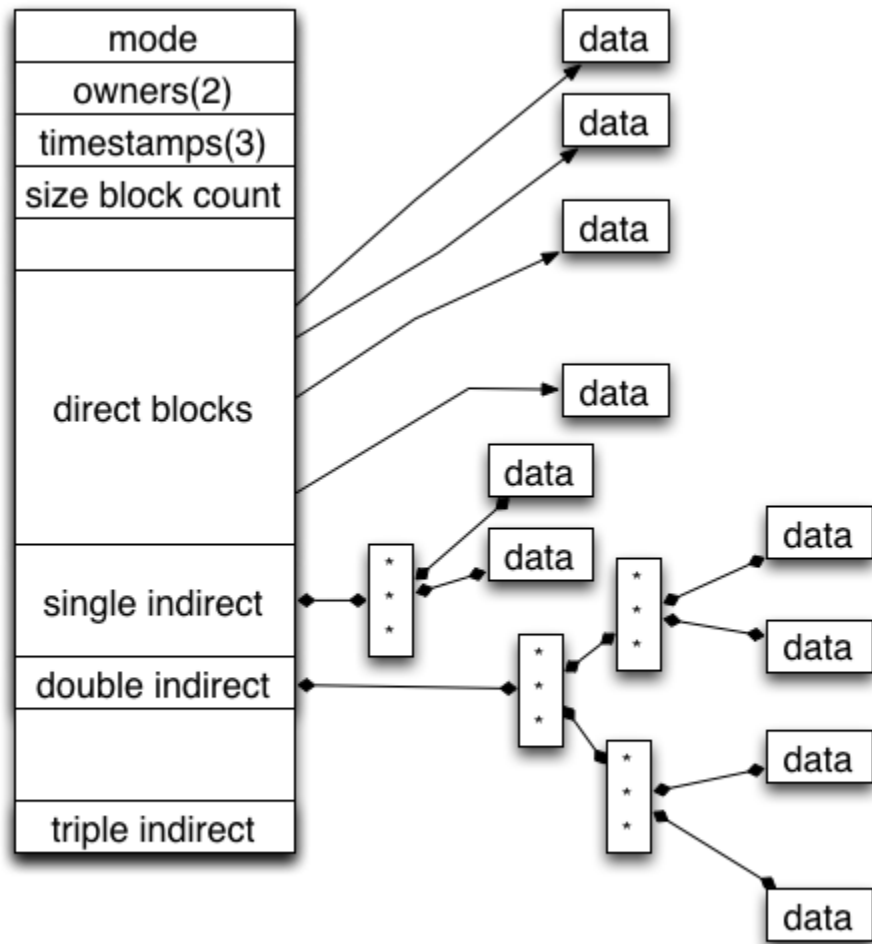 mode
owners(2)
timestamps(3)
size block count
direct blocks
single indirect
double indirect
triple indirect
data
data
data
data
data
data
* 
* 
* 
* 
* 
* 
* 
* 
* 
* 
* 
* 
data
data
data
data